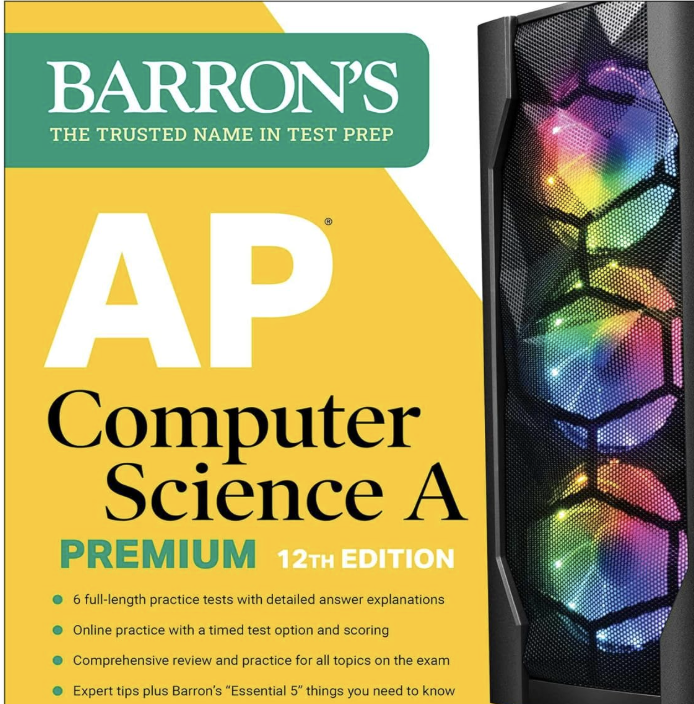 BARRON'S
THE TRUSTED NAME IN TEST PREP
AP®
Computer
Science A
PREMIUM 12TH EDITION
6 full-length practice tests with detailed answer explanations
Online practice with a timed test option and scoring
Comprehensive review and practice for all topics on the exam
Expert tips plus Barron's “Essential 5” things you need to know